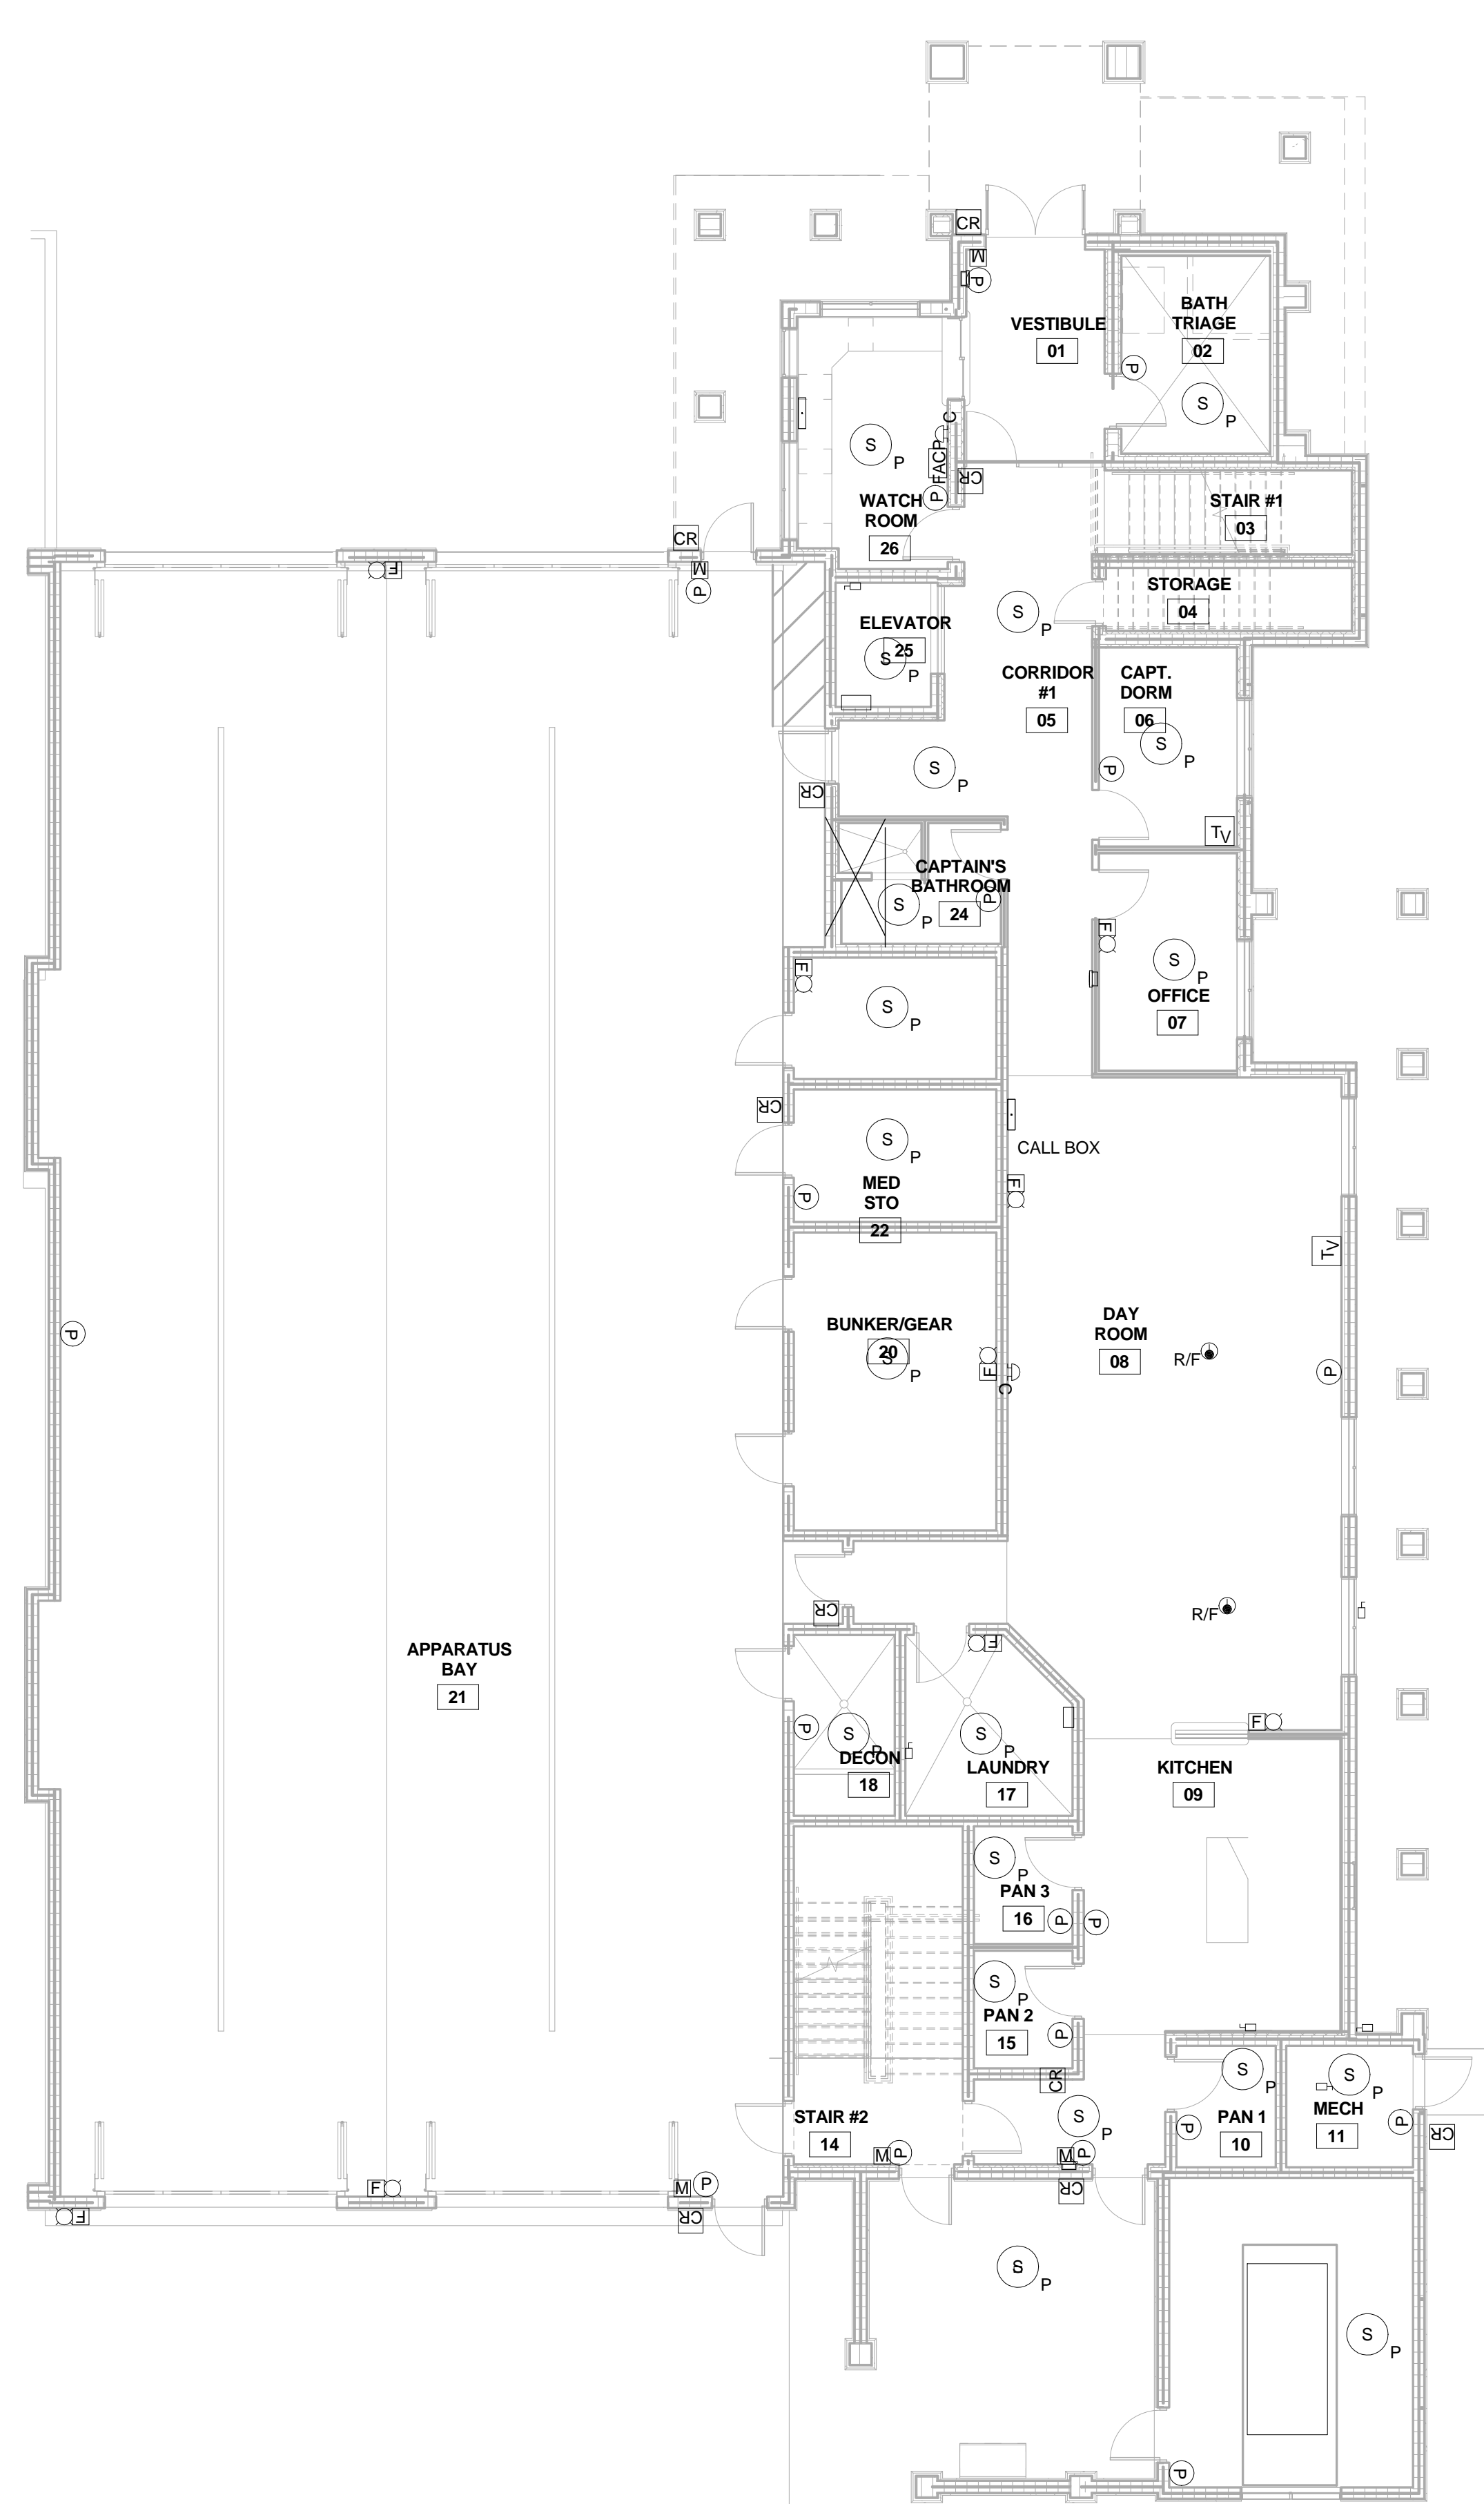 CR
M
P
VESTIBULE
01
BATH
TRIAGE
02
P
S
P
S
P
C
FACP
P
CR
WATCH
ROOM
26
STAIR #1
03
CR
F
M
P
STORAGE
04
S
P
ELEVATOR
25
S
P
CORRIDOR
#1
05
CAPT.
DORM
06
S
P
P
S
P
CR
TV
CAPTAIN'S
BATHROOM
24
S
P
P
F
S
P
OFFICE
07
F
S
P
CR
S
P
CALL BOX
MED
STO
22
P
F
TV
P
BUNKER/GEAR
20
S
P
F
C
DAY
ROOM
08
R/F
P
CR
R/F
F
APPARATUS
BAY
21
P
S
P
DECON
18
S
P
LAUNDRY
17
F
KITCHEN
09
S
P
PAN 3
16
P
P
S
P
PAN 2
15
P
CR
S
P
STAIR #2
14
M
P
M
P
CR
S
P
PAN 1
10
P
S
P
MECH
11
P
CR
F
F
M
P
CR
S
P
S
P
P